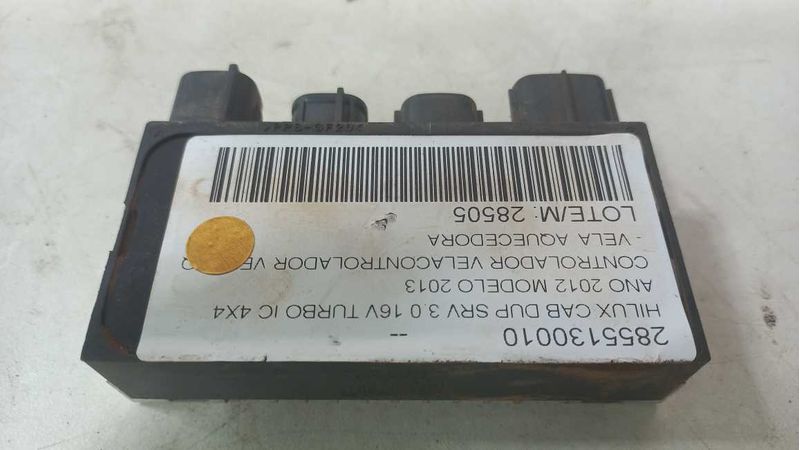 2855130010
--
HILUX CAB DUP SRV 3.0 16V TURBO IC 4X4
ANO 2012 MODELO 2013
CONTROLADOR VELACONTROLADOR VE
- VELA AQUECEDORA
LOTE/M: 28505